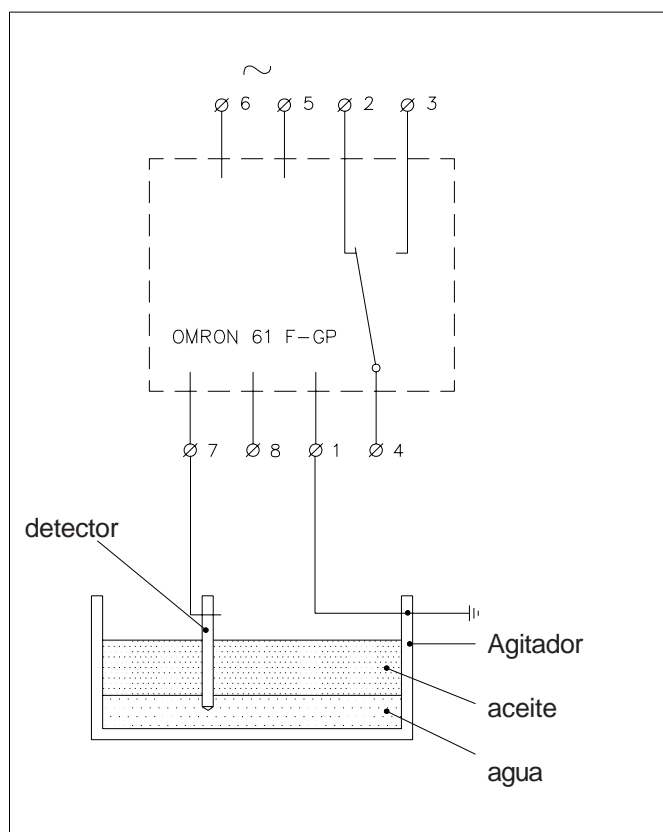 ~
6 5 2 3
OMRON 61 F-GP
7 8 1 4
detector
Agitador
aceite
agua